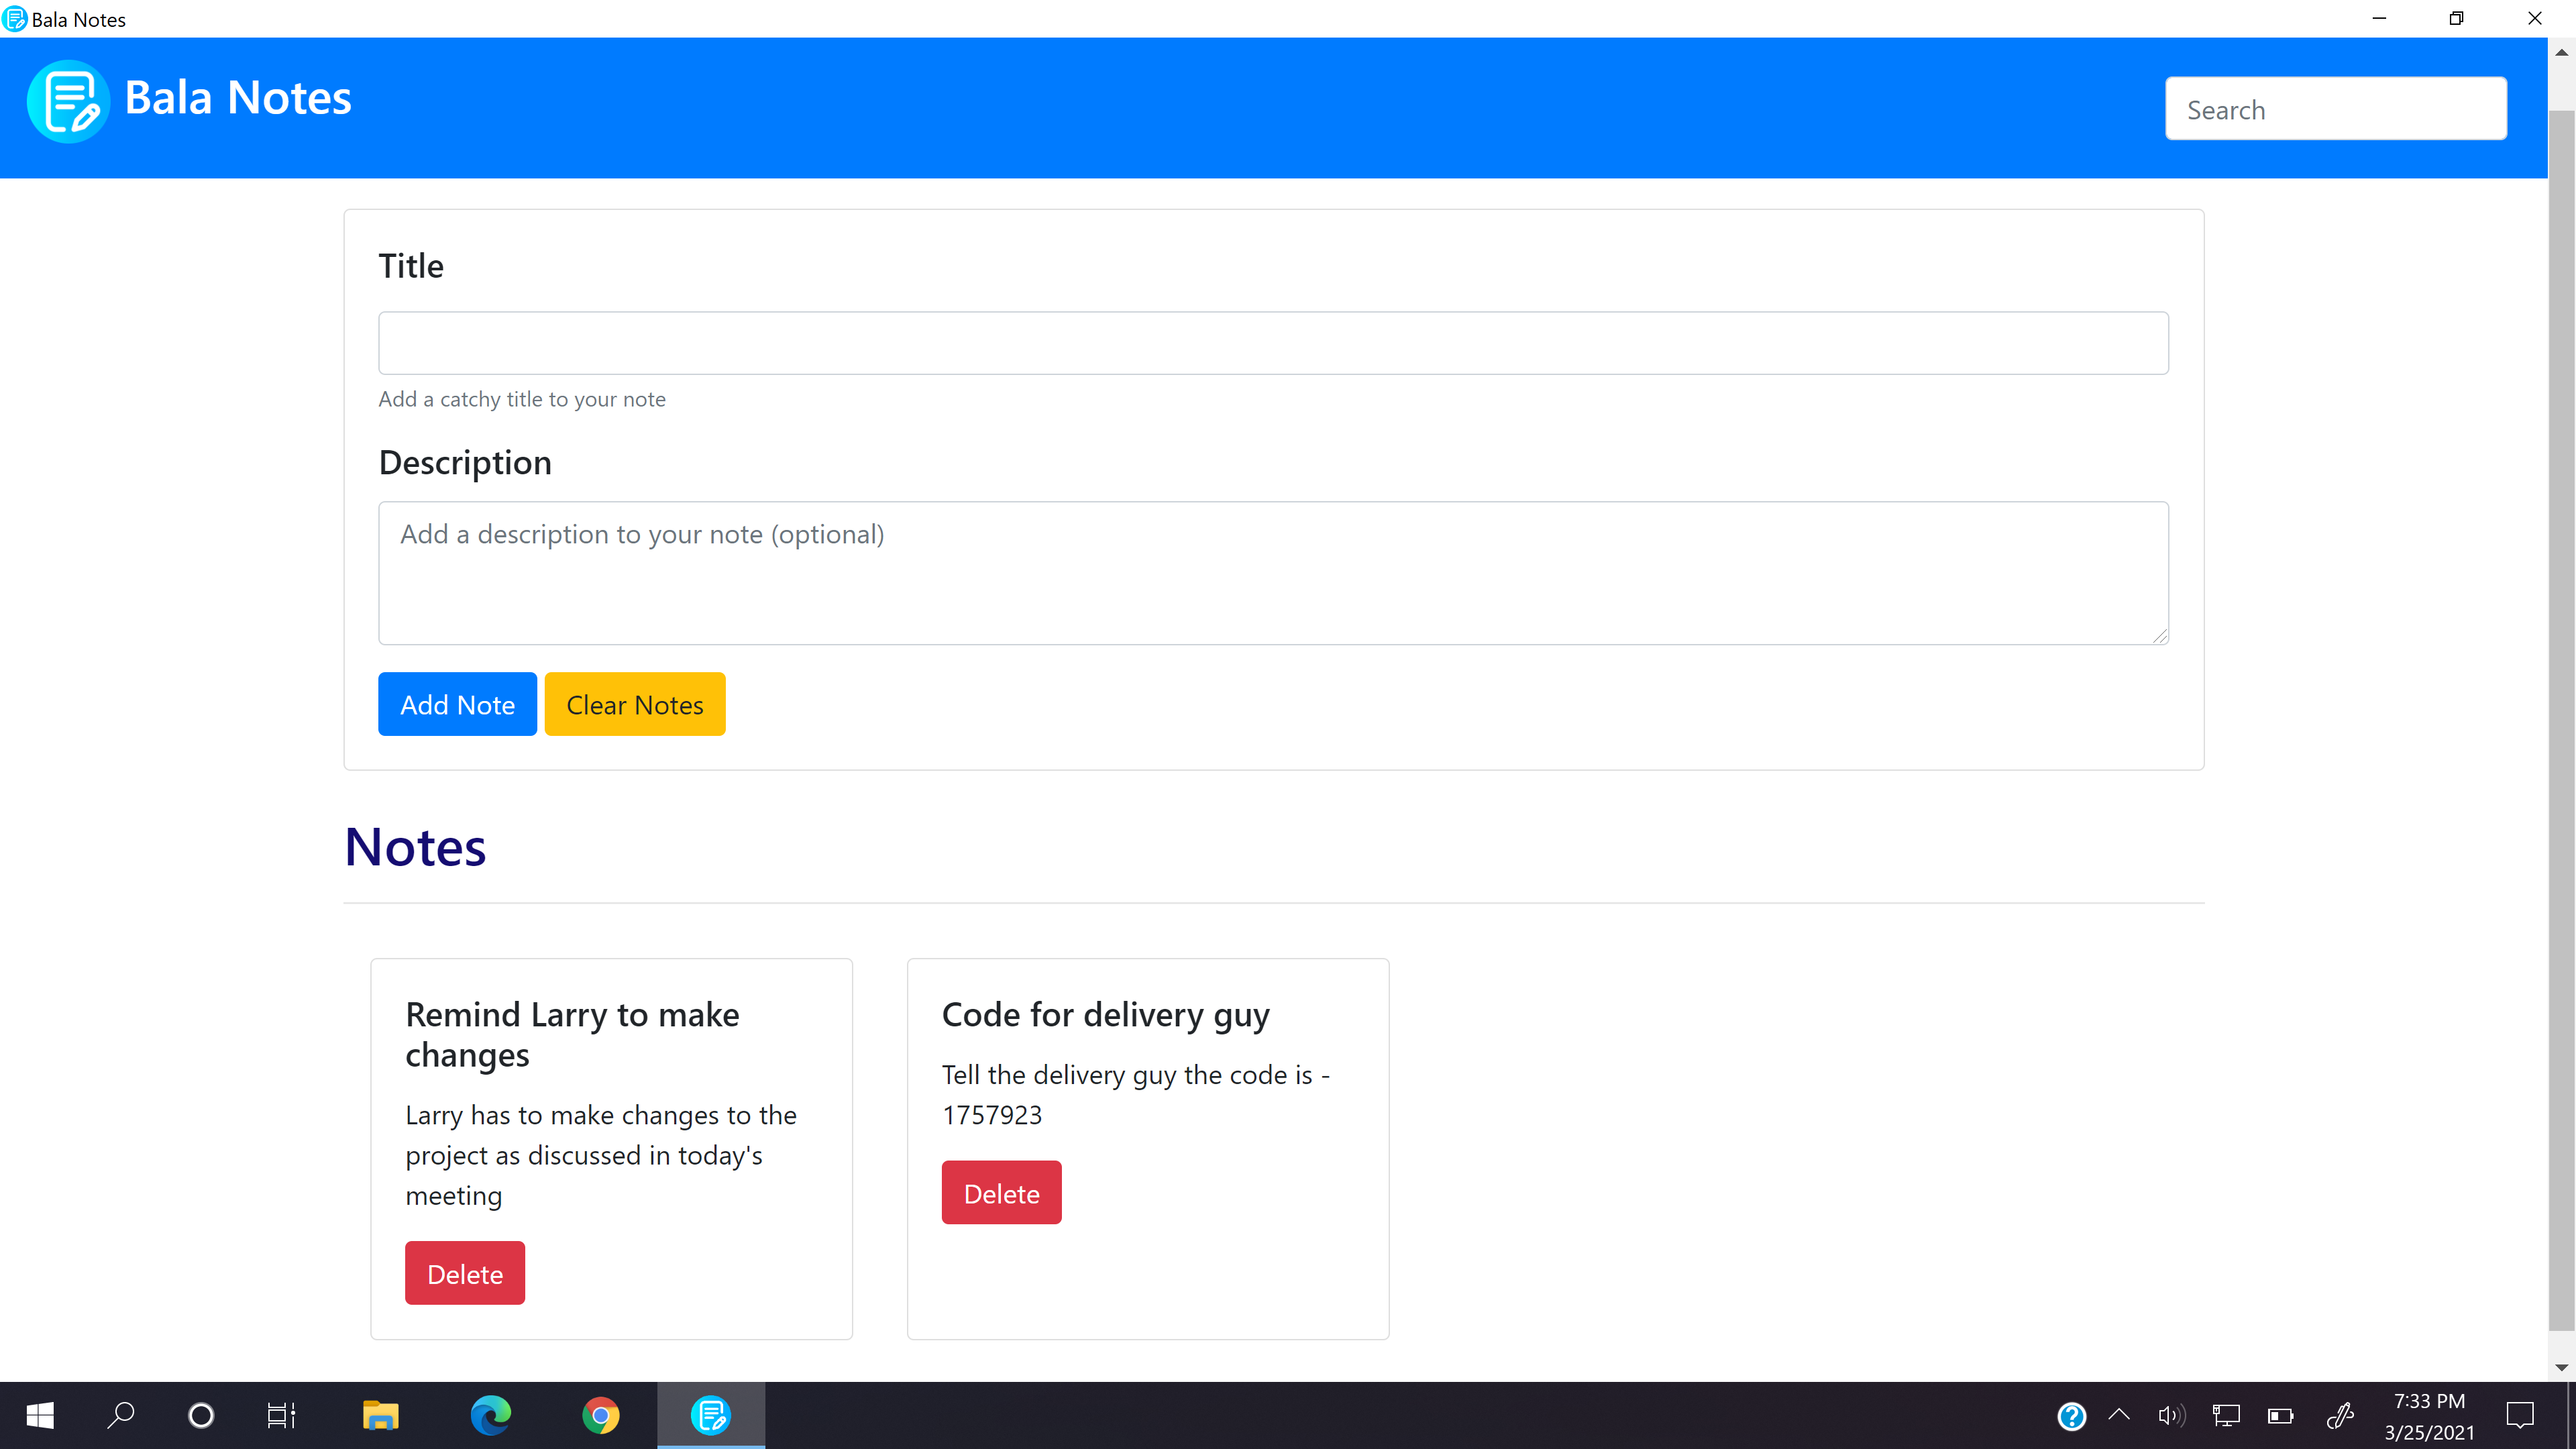 Bala Notes
Bala Notes
Search
Title
Add a catchy title to your note
Description
Add a description to your note (optional)
Add Note
Clear Notes
Notes
Remind Larry to make
changes
Larry has to make changes to the
project as discussed in today's
meeting
Delete
Code for delivery guy
Tell the delivery guy the code is -
1757923
Delete
7:33 PM
3/25/2021